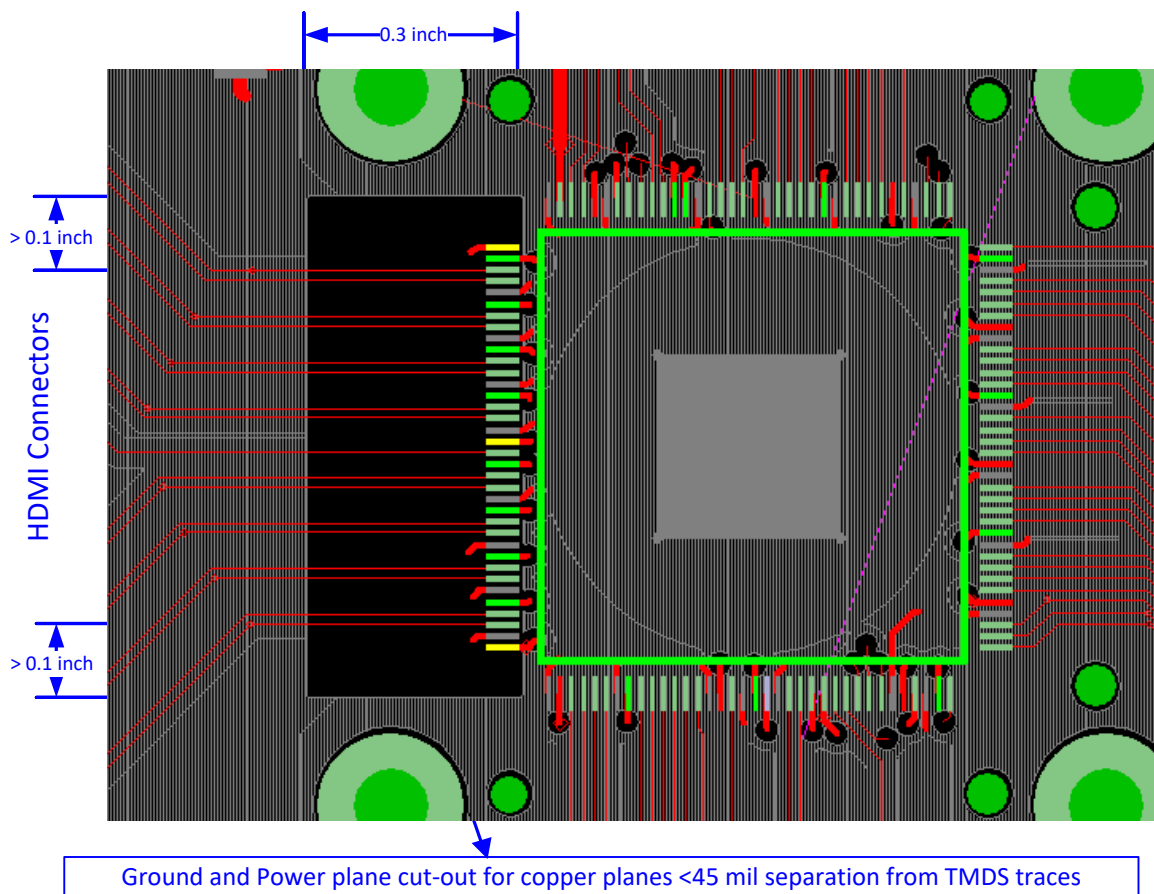 0.3 inch
> 0.1 inch
HDMI Connectors
> 0.1 inch
Ground and Power plane cut-out for copper planes <45 mil separation from TMDS traces